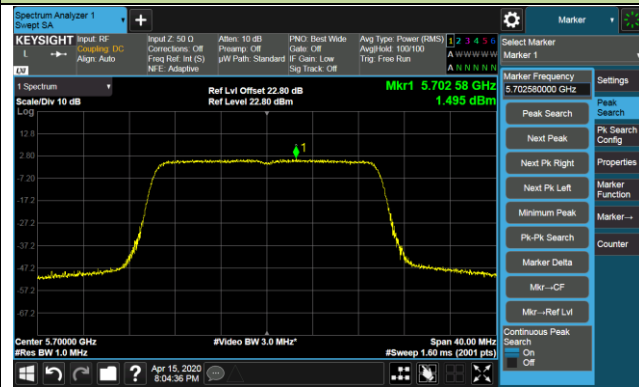 Spectrum Analyzer 1
Swept SA
Marker
KEYSIGHT
L
LXI
Input: RF
Coupling: DC
Align: Auto
Input Z: 50 Ω
Corrections: Off
Freq Ref: Int (S)
NFE: Adaptive
Atten: 10 dB
Preamp: Off
µW Path: Standard
PNO: Best Wide
Gate: Off
IF Gain: Low
Sig Track: Off
Avg Type: Power (RMS)
Avg|Hold: 100/100
Trig: Free Run
1 2 3 4 5 6
A W W W W W
A N N N N N
Select Marker
Marker 1
1 Spectrum
Scale/Div 10 dB
Log
Ref Lvl Offset 22.80 dB
Ref Level 22.80 dBm
Mkr1 5.702 58 GHz
1.495 dBm
12.8
2.80
-7.20
-17.2
-27.2
-37.2
-47.2
-57.2
-67.2
1
Center 5.70000 GHz
#Res BW 1.0 MHz
#Video BW 3.0 MHz*
Span 40.00 MHz
#Sweep 1.60 ms (2001 pts)
Marker Frequency
5.702580000 GHz
Peak Search
Next Peak
Next Pk Right
Next Pk Left
Minimum Peak
Pk-Pk Search
Marker Delta
Mkr→CF
Mkr→Ref Lvl
Continuous Peak
Search
On
Off
Settings
Peak
Search
Pk Search
Config
Properties
Marker
Function
Marker→
Counter
?
Apr 15, 2020
8:04:36 PM